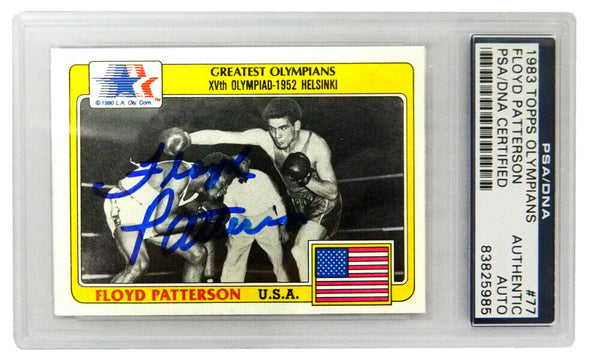 GREATEST OLYMPIANS
XVth OLYMPIAD-1952 HELSINKI
© 1980 L.A. Oly. Com.
Floyd
Patterson
FLOYD PATTERSON U.S.A.
PSA/DNA
1983 TOPPS OLYMPIANS #77
FLOYD PATTERSON AUTHENTIC
PSA/DNA CERTIFIED AUTO
83825985